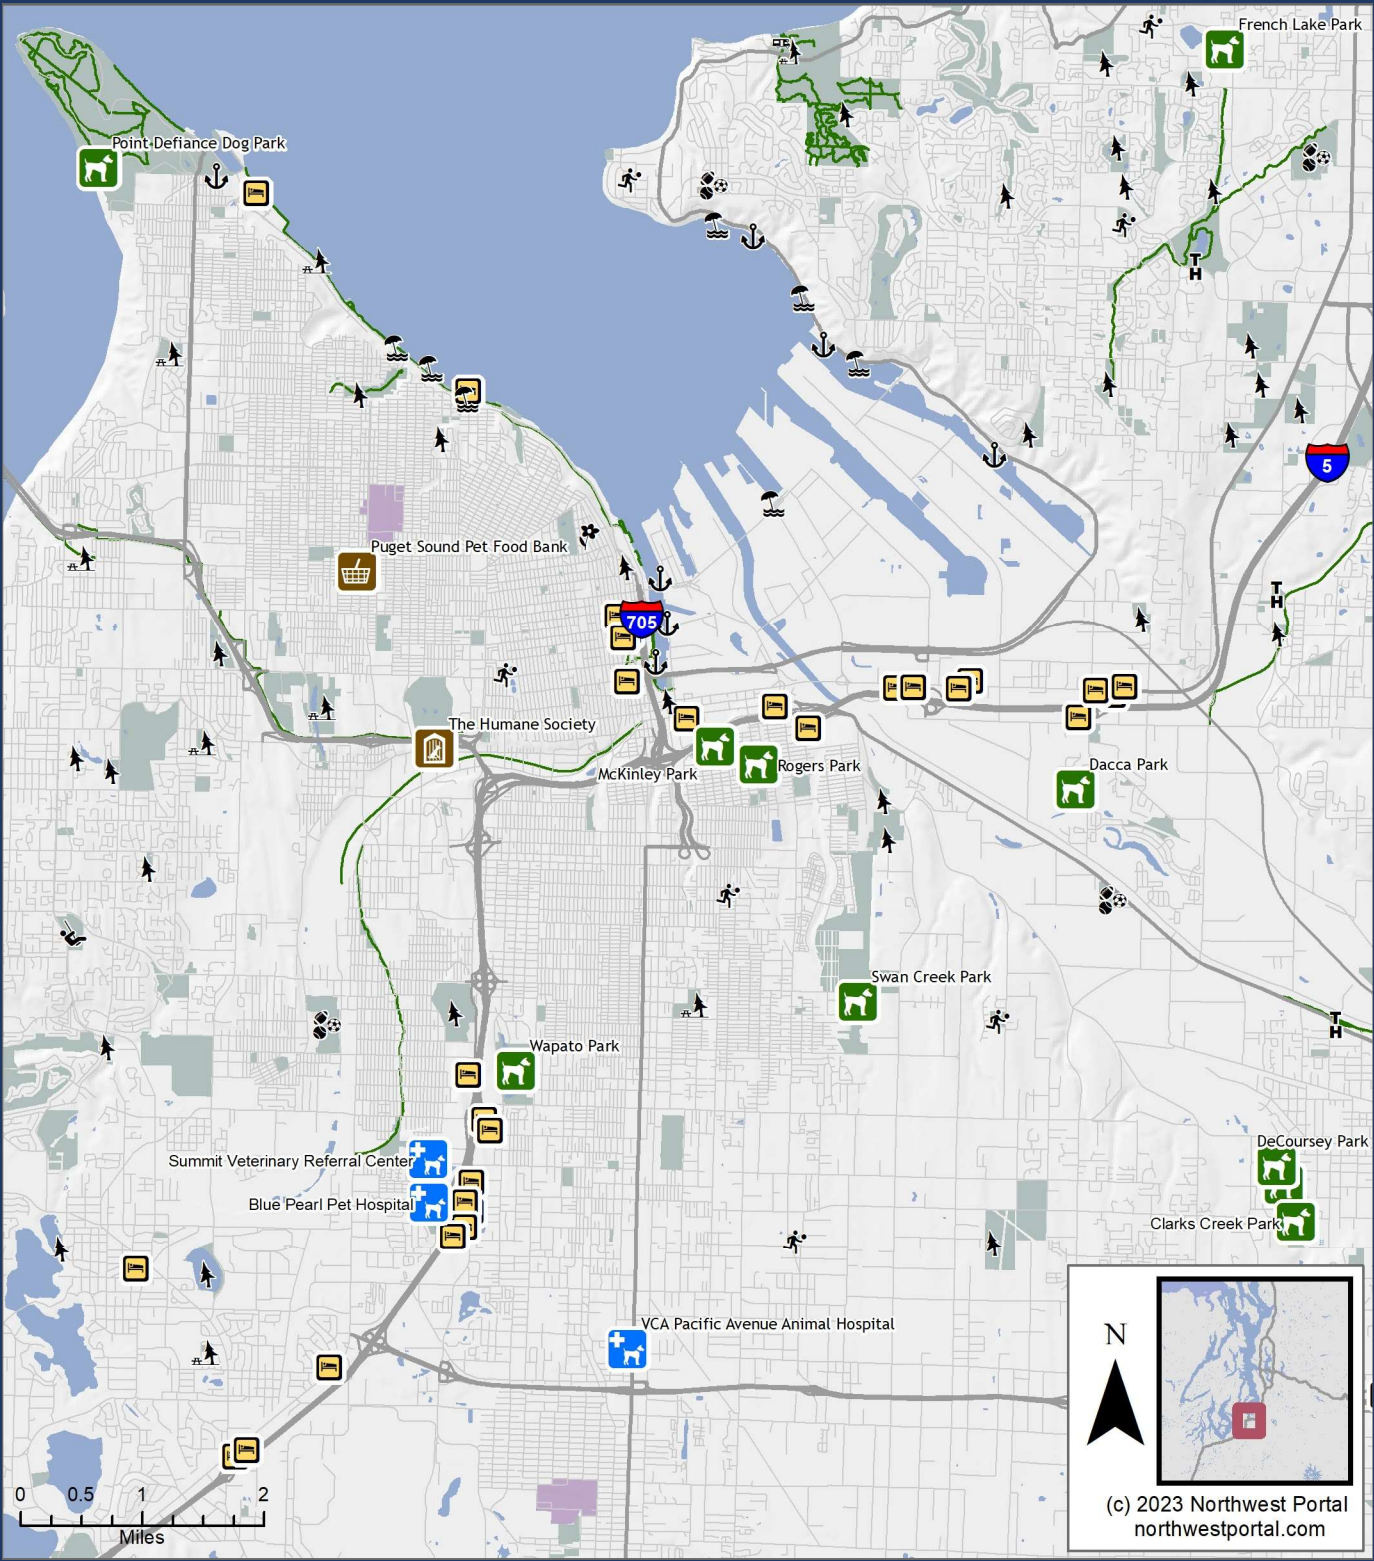 French Lake Park
Point Defiance Dog Park
T
H
5
Puget Sound Pet Food Bank
T
H
705
The Humane Society
McKinley Park
Rogers Park
Dacca Park
Swan Creek Park
T
H
Wapato Park
DeCoursey Park
Summit Veterinary Referral Center
Blue Pearl Pet Hospital
Clarks Creek Park
VCA Pacific Avenue Animal Hospital
N
0 0.5 1 2
Miles
(c) 2023 Northwest Portal
northwestportal.com